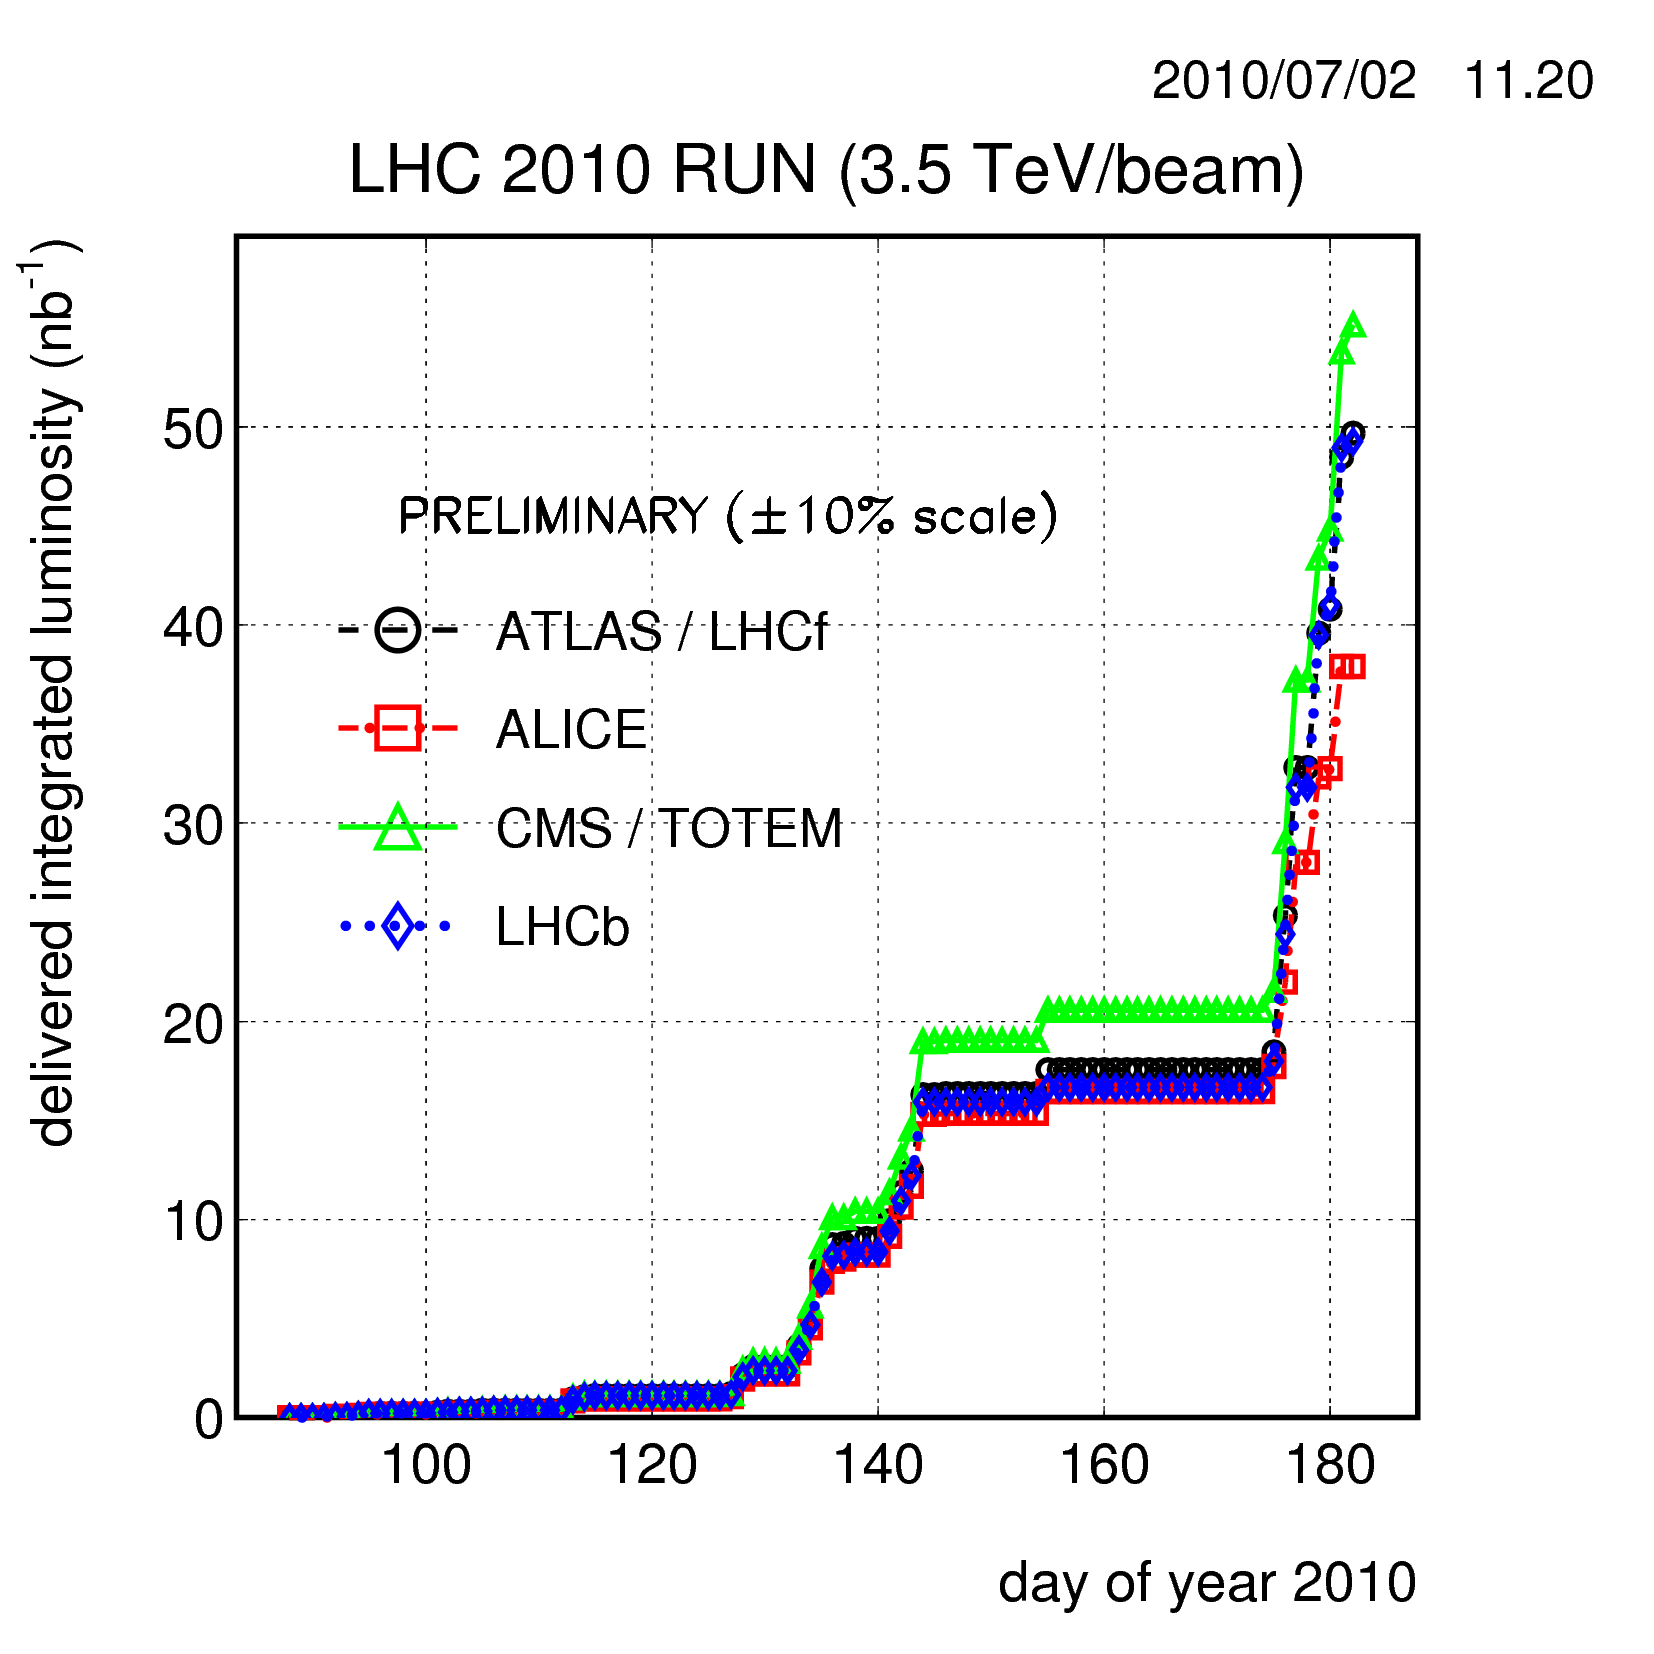 2010/07/02 11.20
LHC 2010 RUN (3.5 TeV/beam)
delivered integrated luminosity (nb⁻¹)
50
40
30
20
10
0
PRELIMINARY (±10% scale)
ATLAS / LHCf
ALICE
CMS / TOTEM
LHCb
100 120 140 160 180
day of year 2010